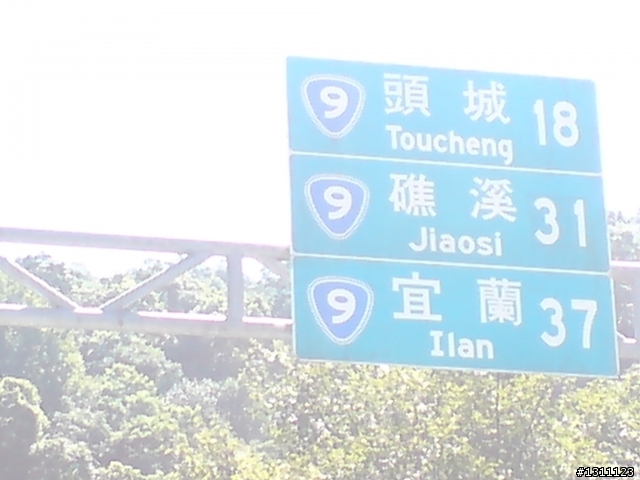 9 頭城 18
Toucheng
9 礁溪 31
Jiaosi
9 宜蘭 37
Ilan
#1311123